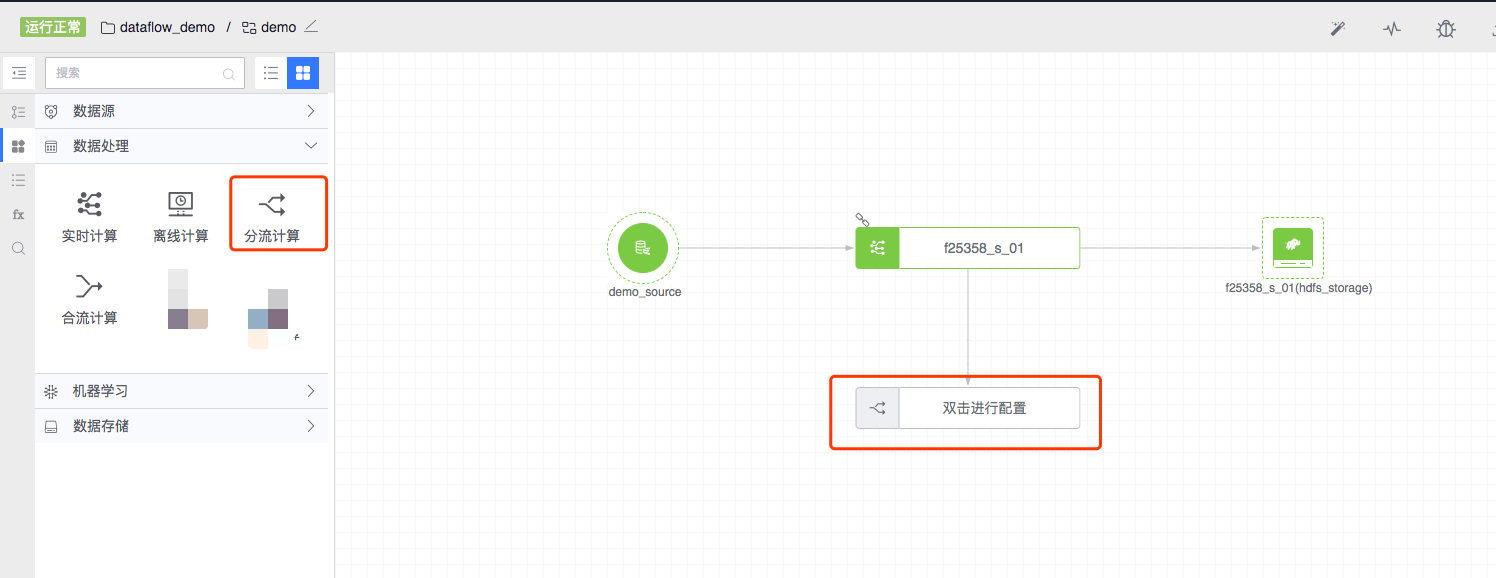 运行正常 dataflow_demo / demo
搜索
数据源
数据处理
实时计算 离线计算 分流计算
合流计算
fx
机器学习
数据存储
demo_source
f25358_s_01
f25358_s_01(hdfs_storage)
双击进行配置